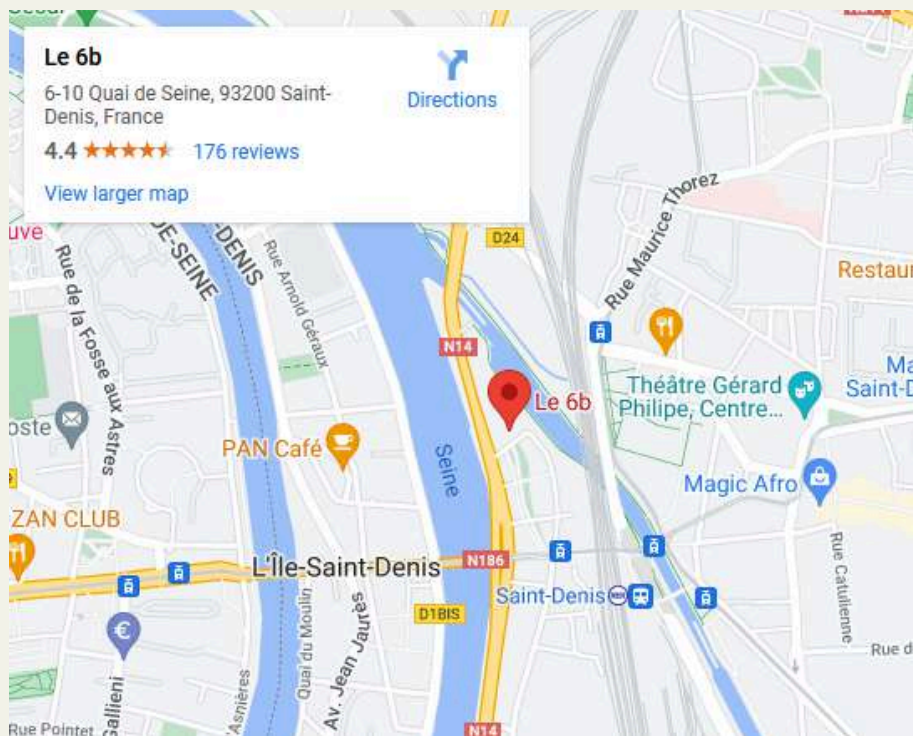 Le 6b
6-10 Quai de Seine, 93200 Saint-
Denis, France
4.4
176 reviews
View larger map
Directions
D24
Rue Maurice Thorez
Restaur
uve
DE-SEINE
-DENIS
Rue Arnold Géraux
Rue de la Fosse aux Astres
N14
Le 6b
Théâtre Gérard
Philipe, Centre...
Ma
Saint-D
oste
PAN Café
Seine
Magic Afro
ZAN CLUB
L'Île-Saint-Denis
N186
Saint-Denis
D1BIS
Rue Catulienne
Rue d
€
Quai du Moulin
Av. Jean Jaurès
Asnières
Gallieni
Rue Pointet
N14